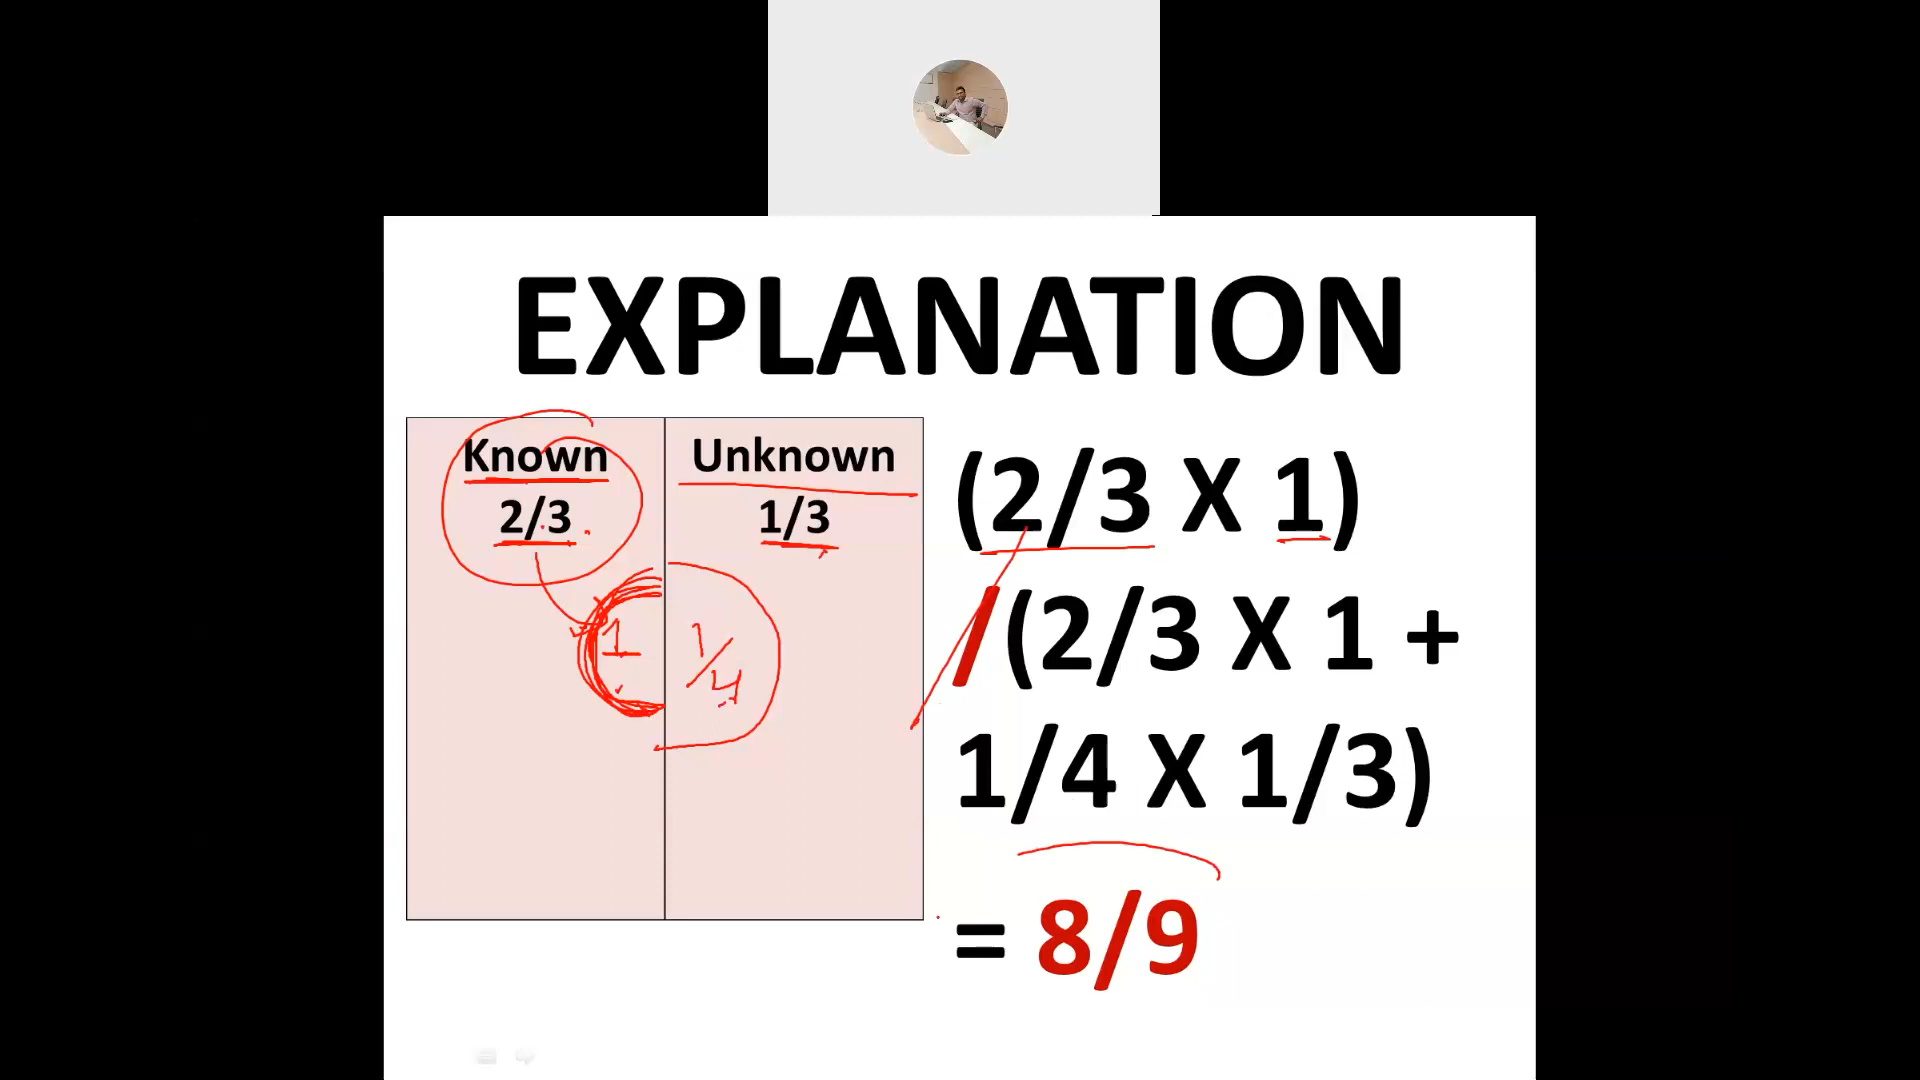 EXPLANATION
Known Unknown
2/3 1/3
1 1/4
(2/3 X 1)
/(2/3 X 1 +
1/4 X 1/3)
= 8/9